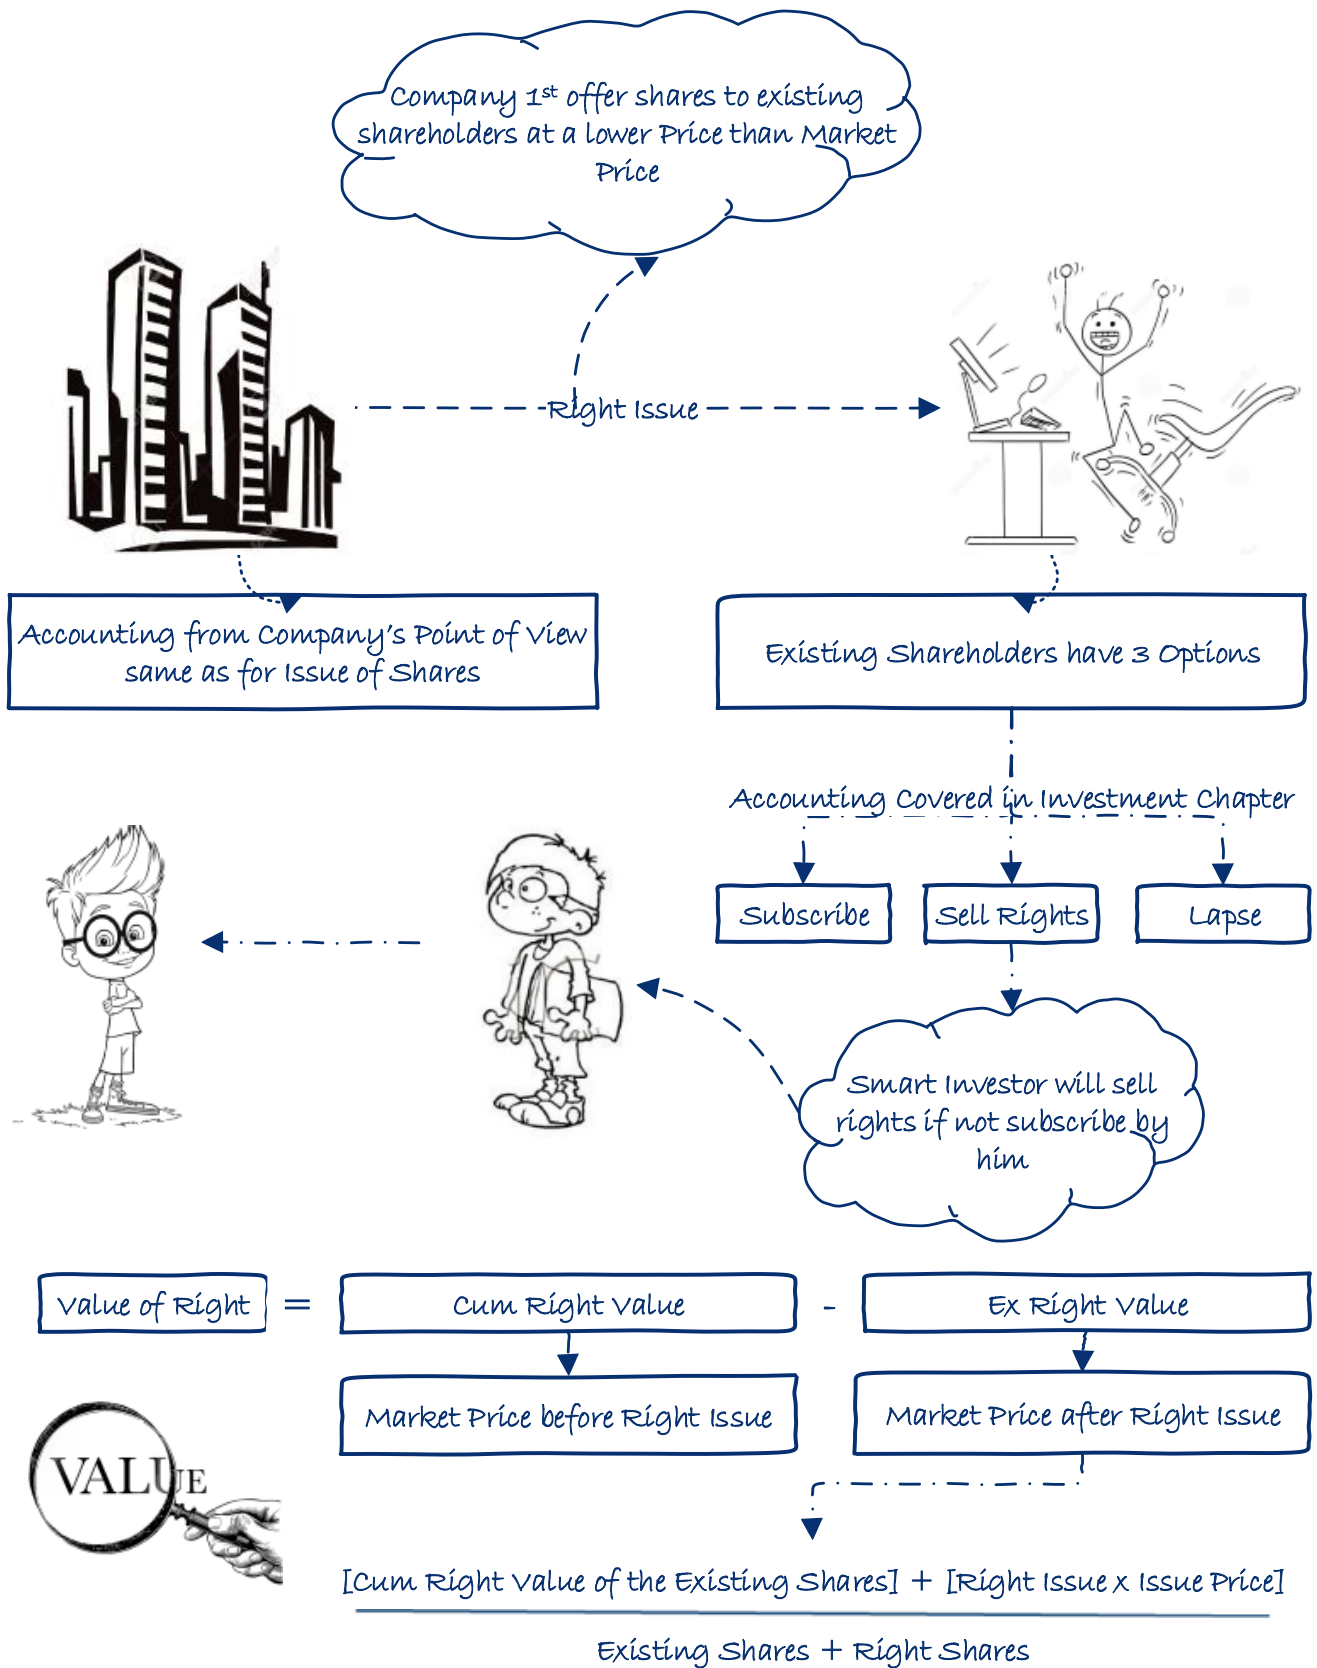 Company 1st offer shares to existing
shareholders at a lower Price than Market
Price
Right Issue
Accounting from Company's Point of View
same as for Issue of Shares
Existing Shareholders have 3 Options
Accounting Covered in Investment Chapter
Subscribe
Sell Rights
Lapse
Smart Investor will sell
rights if not subscribe by
him
Value of Right
=
Cum Right Value
-
Ex Right Value
Market Price before Right Issue
Market Price after Right Issue
VALUE
[Cum Right Value of the Existing Shares] + [Right Issue x Issue Price]
Existing Shares + Right Shares